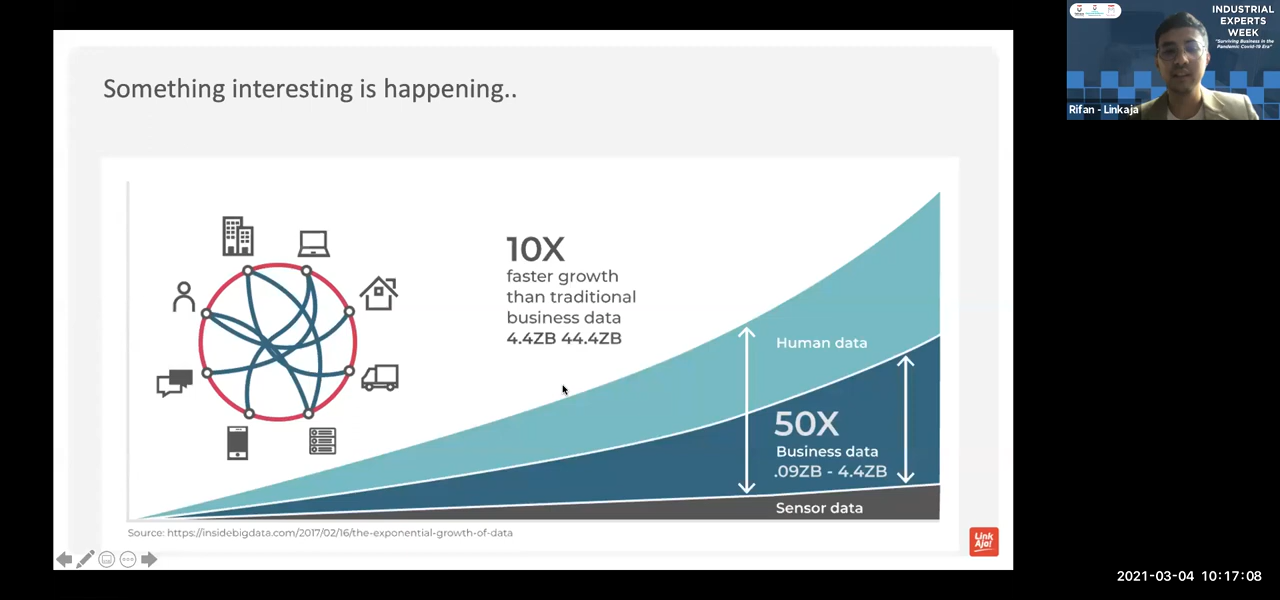 Something interesting is happening..
10X
faster growth
than traditional
business data
4.4ZB 44.4ZB
Human data
50X
Business data
.09ZB - 4.4ZB
Sensor data
Source: https://insidebigdata.com/2017/02/16/the-exponential-growth-of-data
Link
Aja!
INDUSTRIAL
EXPERTS
WEEK
"Surviving Business in the
Pandemic Covid-19 Era"
Rifan - Linkaja
2021-03-04 10:17:08